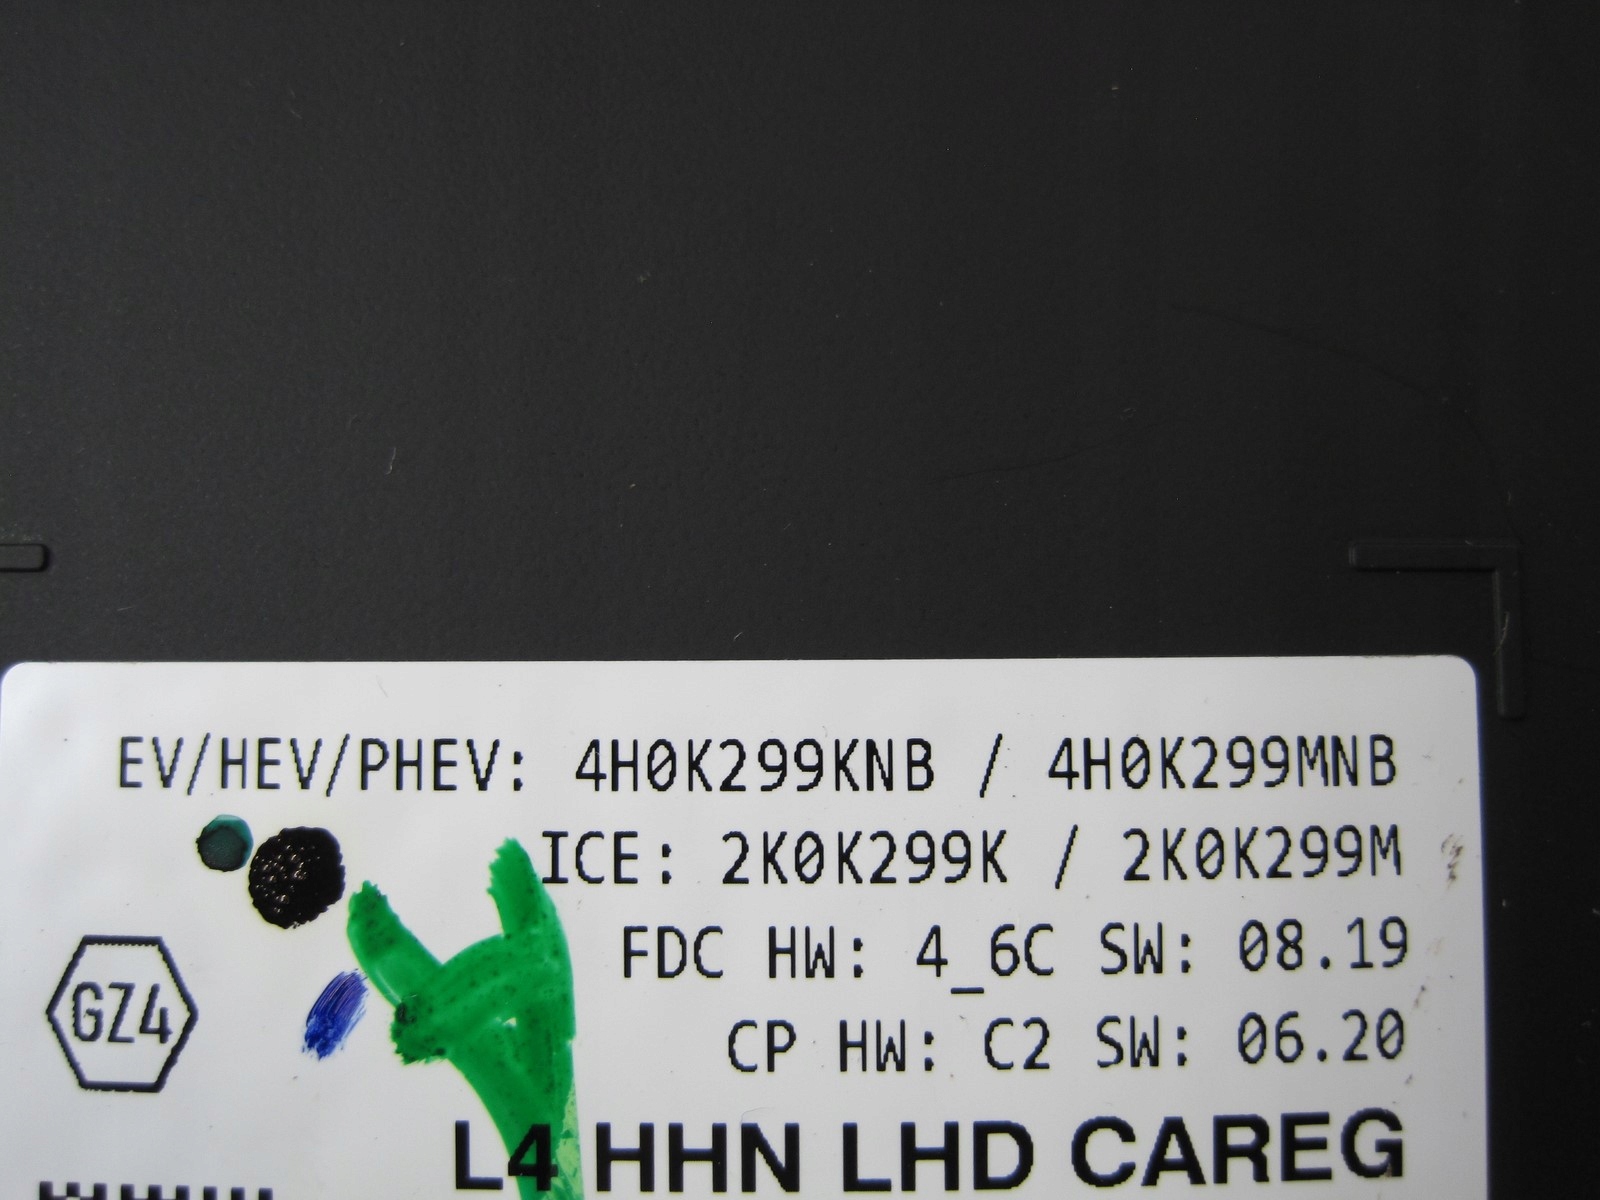 EV/HEV/PHEV: 4H0K299KNB / 4H0K299MNB
ICE: 2K0K299K / 2K0K299M
FDC HW: 4_6C SW: 08.19
GZ4
CP HW: C2 SW: 06.20
L4 HHN LHD CAREG